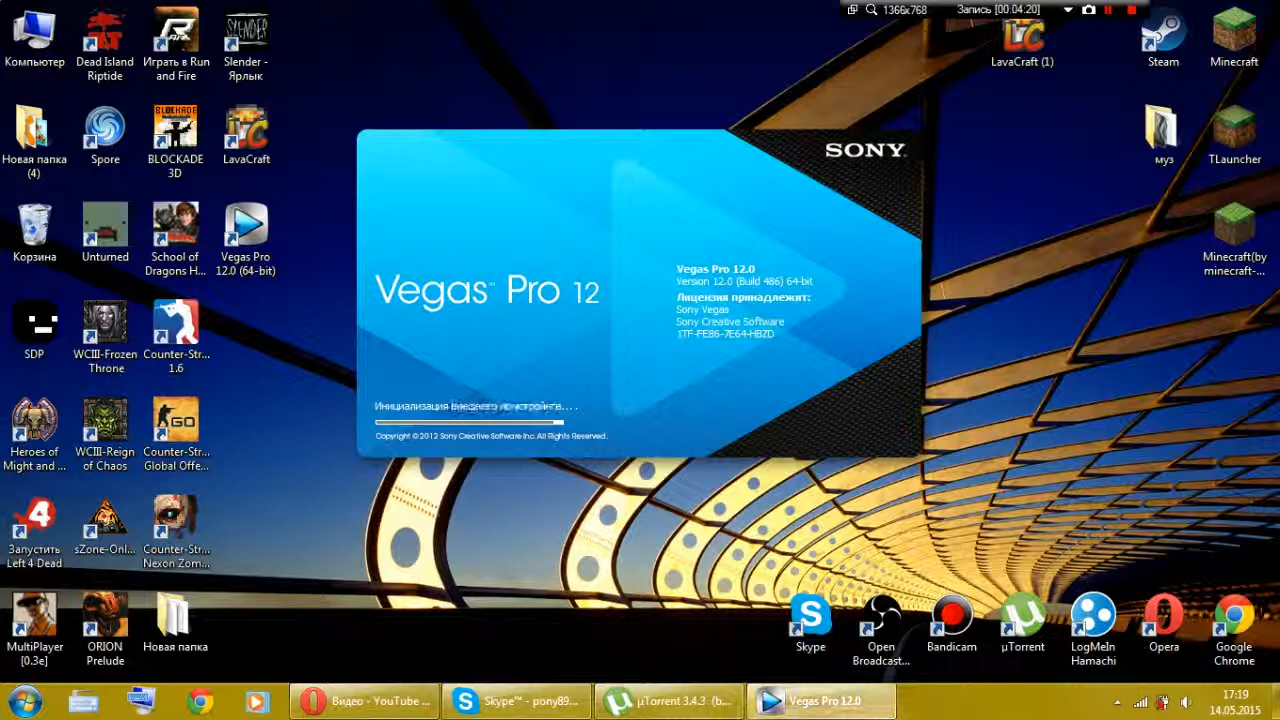 1366x768
Запись [00:04:20]
Компьютер
Dead Island
Riptide
Играть в Run
and Fire
SLENDER
Slender -
Ярлык
LavaCraft (1)
Steam
Minecraft
Новая папка
(4)
Spore
BLOCKADE
BLOCKADE
3D
LavaCraft
муз
TLauncher
Корзина
Unturned
School of
Dragons H...
Vegas Pro
12.0 (64-bit)
Minecraft(by
minecraft-...
SONY
Vegas Pro 12
Vegas Pro 12.0
Version 12.0 (Build 486) 64-bit
Лицензия принадлежит:
Sony Vegas
Sony Creative Software
1TF-FE86-7E64-HBZD
Инициализация
Copyright © 2012 Sony Creative Software Inc. All Rights Reserved.
SDP
WCIII-Frozen
Throne
Counter-Str...
1.6
Heroes of
Might and ...
WCIII-Reign
of Chaos
GO
Counter-Str...
Global Offe...
Запустить
Left 4 Dead
sZone-Onl...
Counter-Str...
Nexon Zom...
MultiPlayer
[0.3e]
ORION
Prelude
Новая папка
Skype
Open
Broadcast...
Bandicam
µTorrent
LogMeIn
Hamachi
Opera
Google
Chrome
Видео - YouTube ...
Skype™ - pony89...
µTorrent 3.4.3 (b...
Vegas Pro 12.0
17:19
14.05.2015